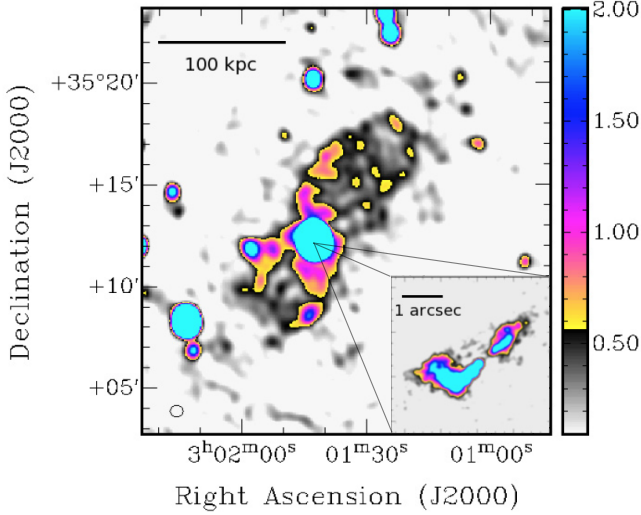 100 kpc
+35°20'
+15'
+10'
+05'
Declination (J2000)
1 arcsec
3ʰ02ᵐ00ˢ 01ᵐ30ˢ 01ᵐ00ˢ
Right Ascension (J2000)
2.00
1.50
1.00
0.50